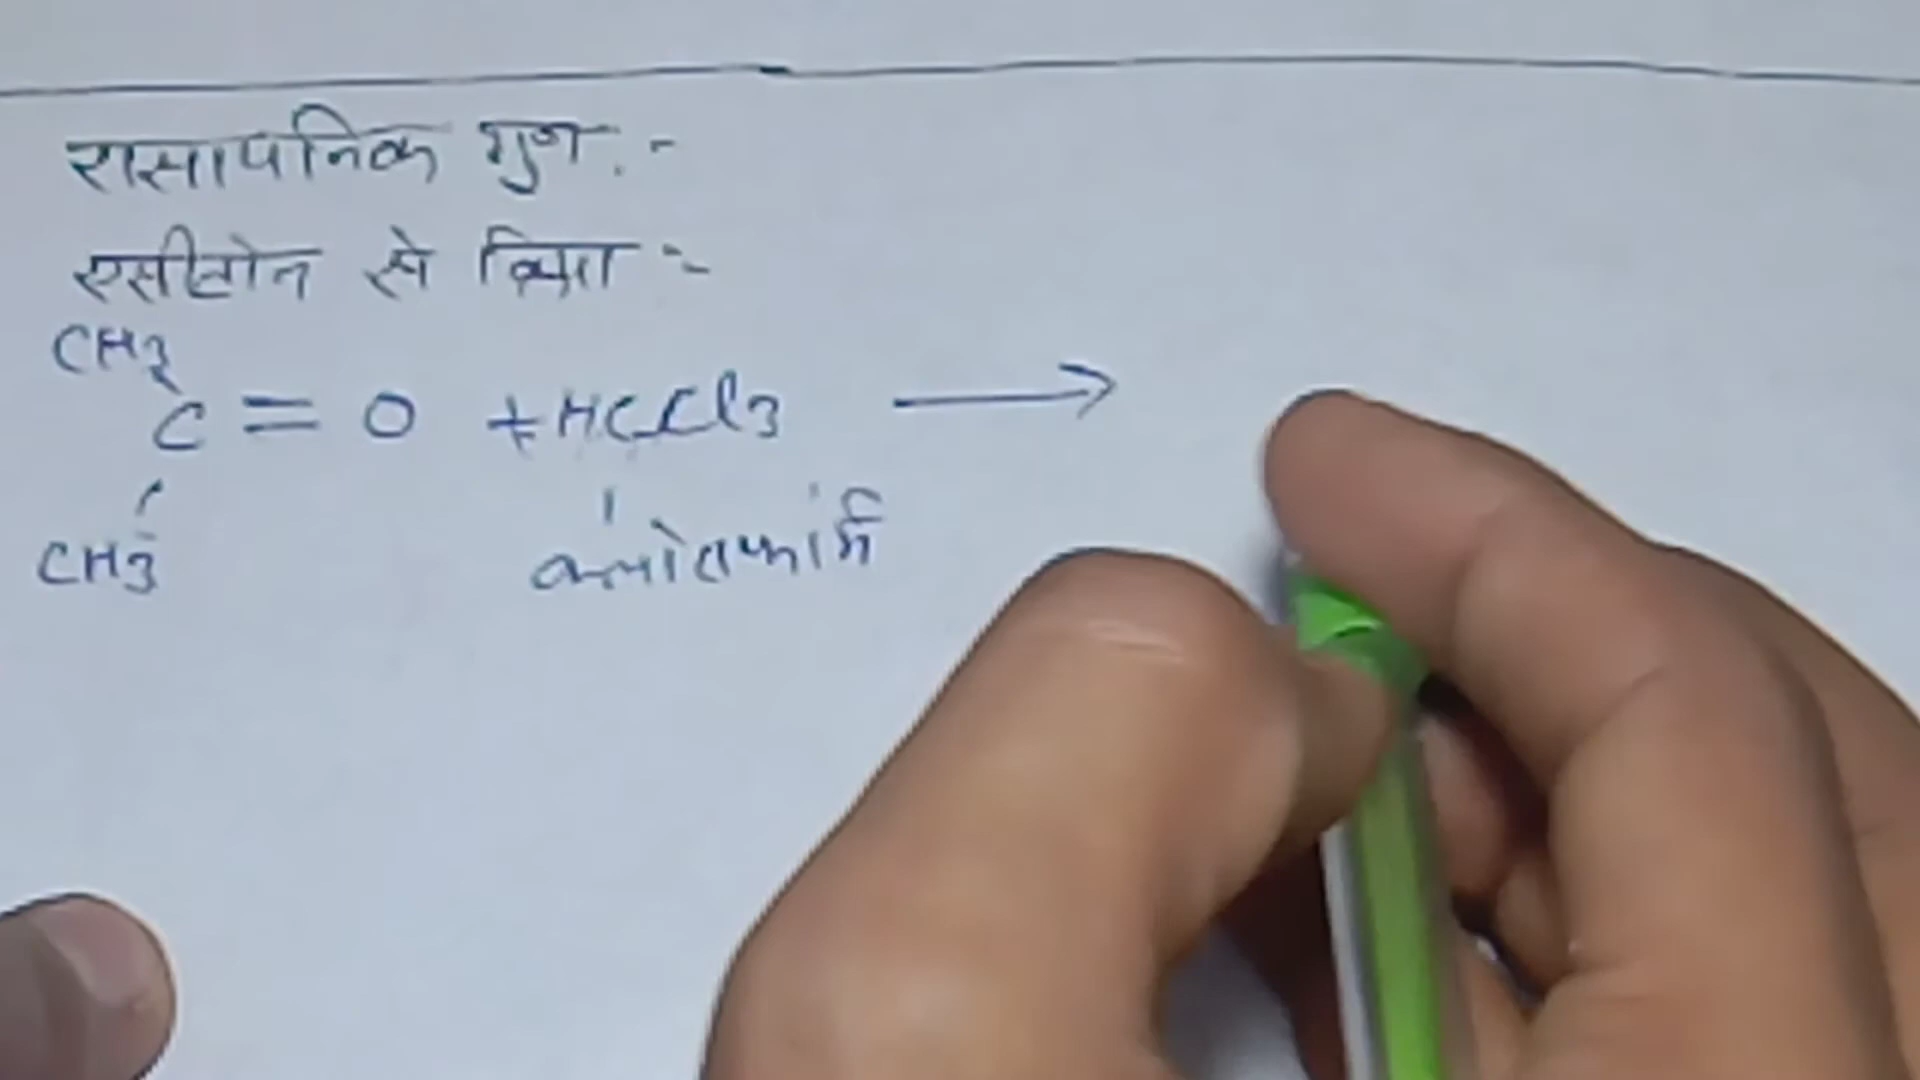 रासायनिक गुण :-
एसीटोन से क्रिया :-
CH3
C = O + HCCl3 →
CH3
क्लोरोफार्म